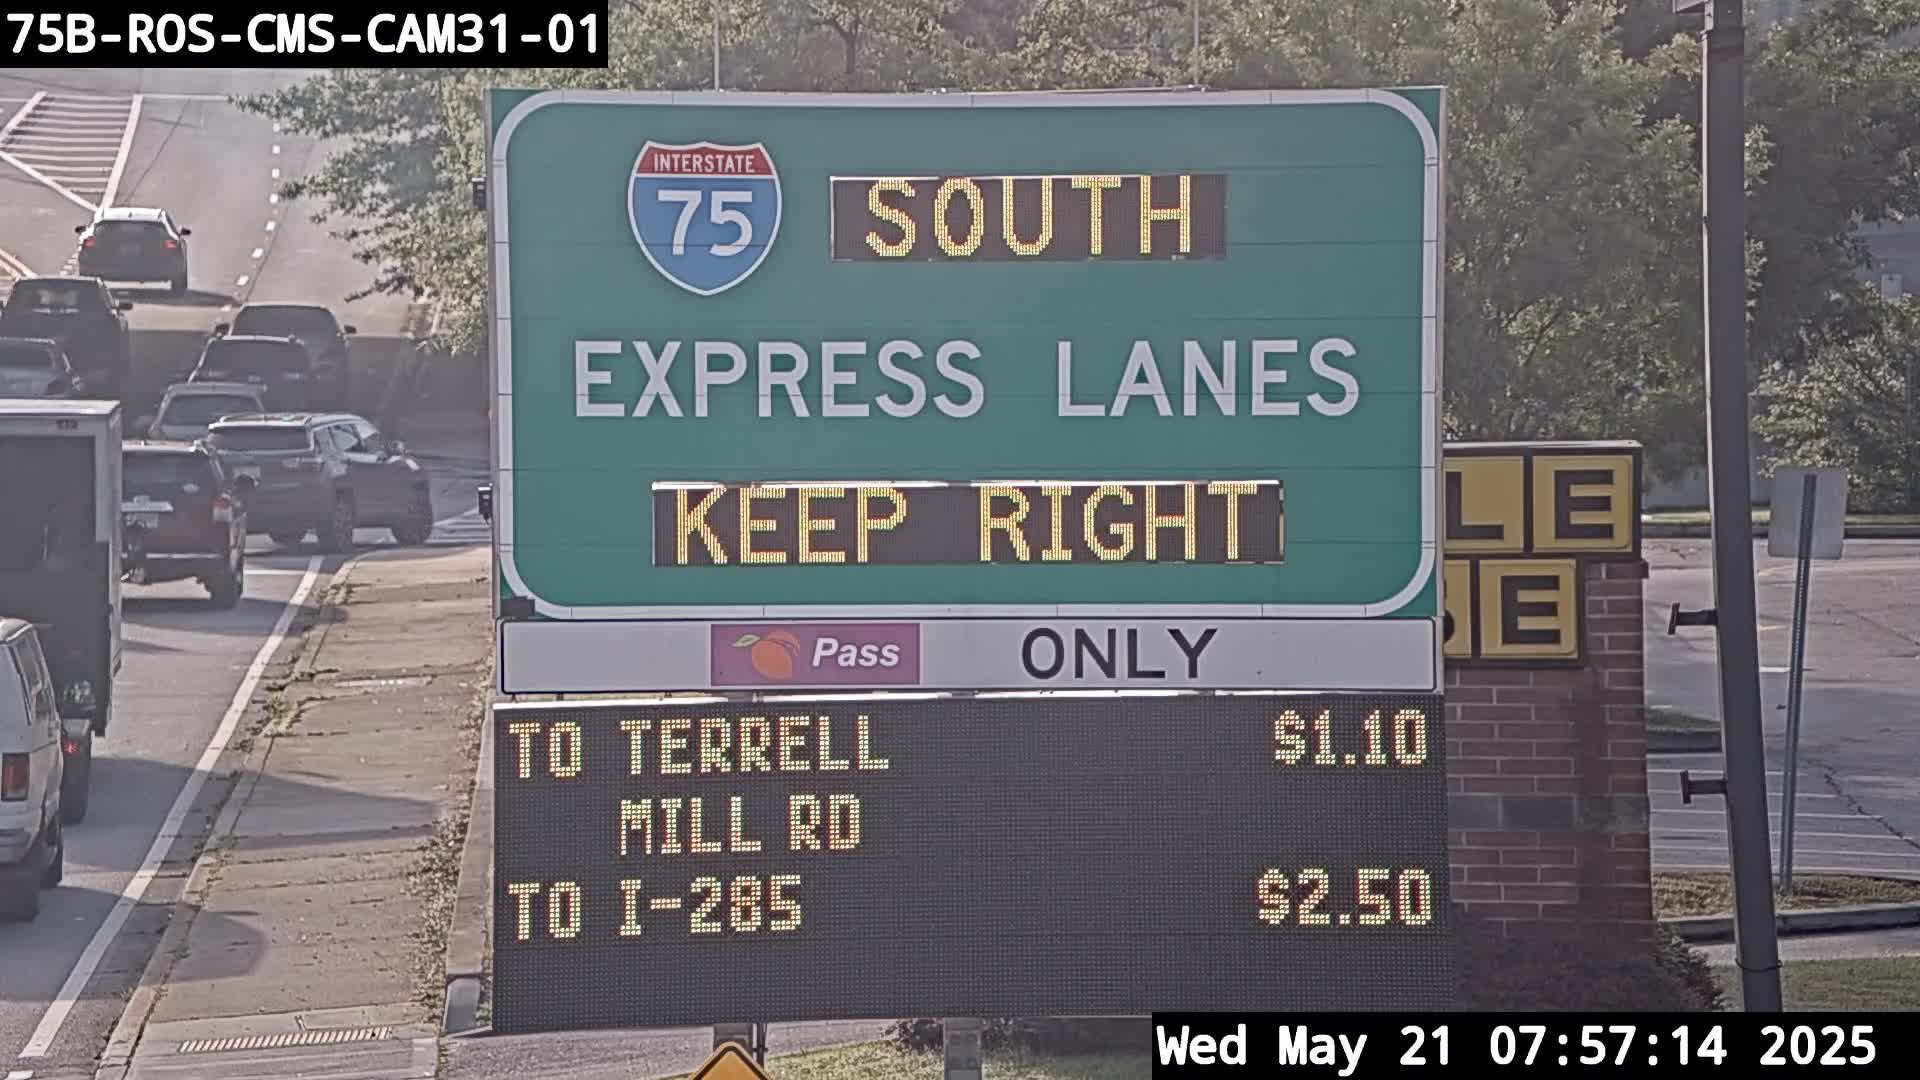 75B-ROS-CMS-CAM31-01
INTERSTATE
75
SOUTH
EXPRESS LANES
KEEP RIGHT
Pass ONLY
TO TERRELL $1.10
MILL RD
TO I-285 $2.50
LE
E
Wed May 21 07:57:14 2025